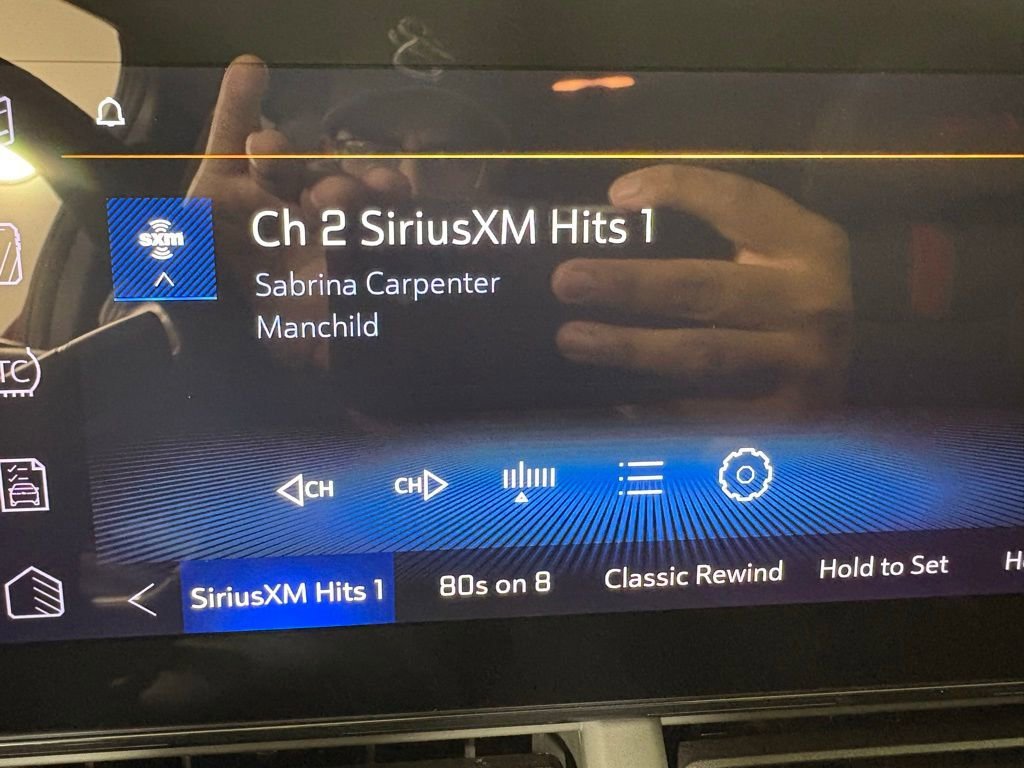 sxm
Ch 2 SiriusXM Hits 1
Sabrina Carpenter
Manchild
TC
CH
CH
SiriusXM Hits 1
80s on 8
Classic Rewind
Hold to Set